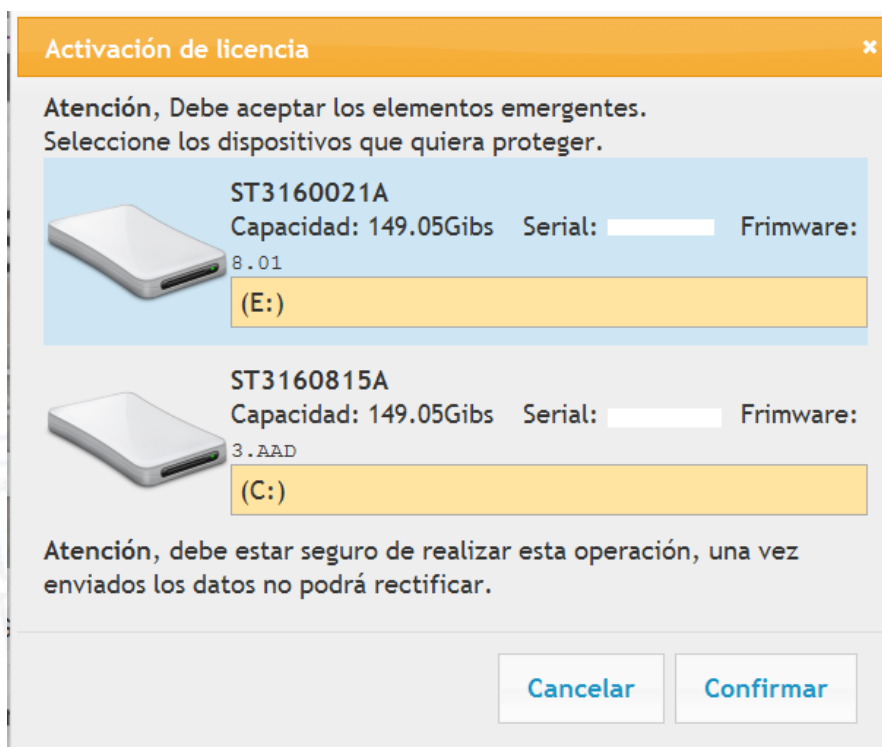 Activación de licencia ×
Atención, Debe aceptar los elementos emergentes.
Seleccione los dispositivos que quiera proteger.
ST3160021A
Capacidad: 149.05Gibs Serial: Frimware:
8.01
(E:)
ST3160815A
Capacidad: 149.05Gibs Serial: Frimware:
3.AAD
(C:)
Atención, debe estar seguro de realizar esta operación, una vez
enviados los datos no podrá rectificar.
Cancelar Confirmar